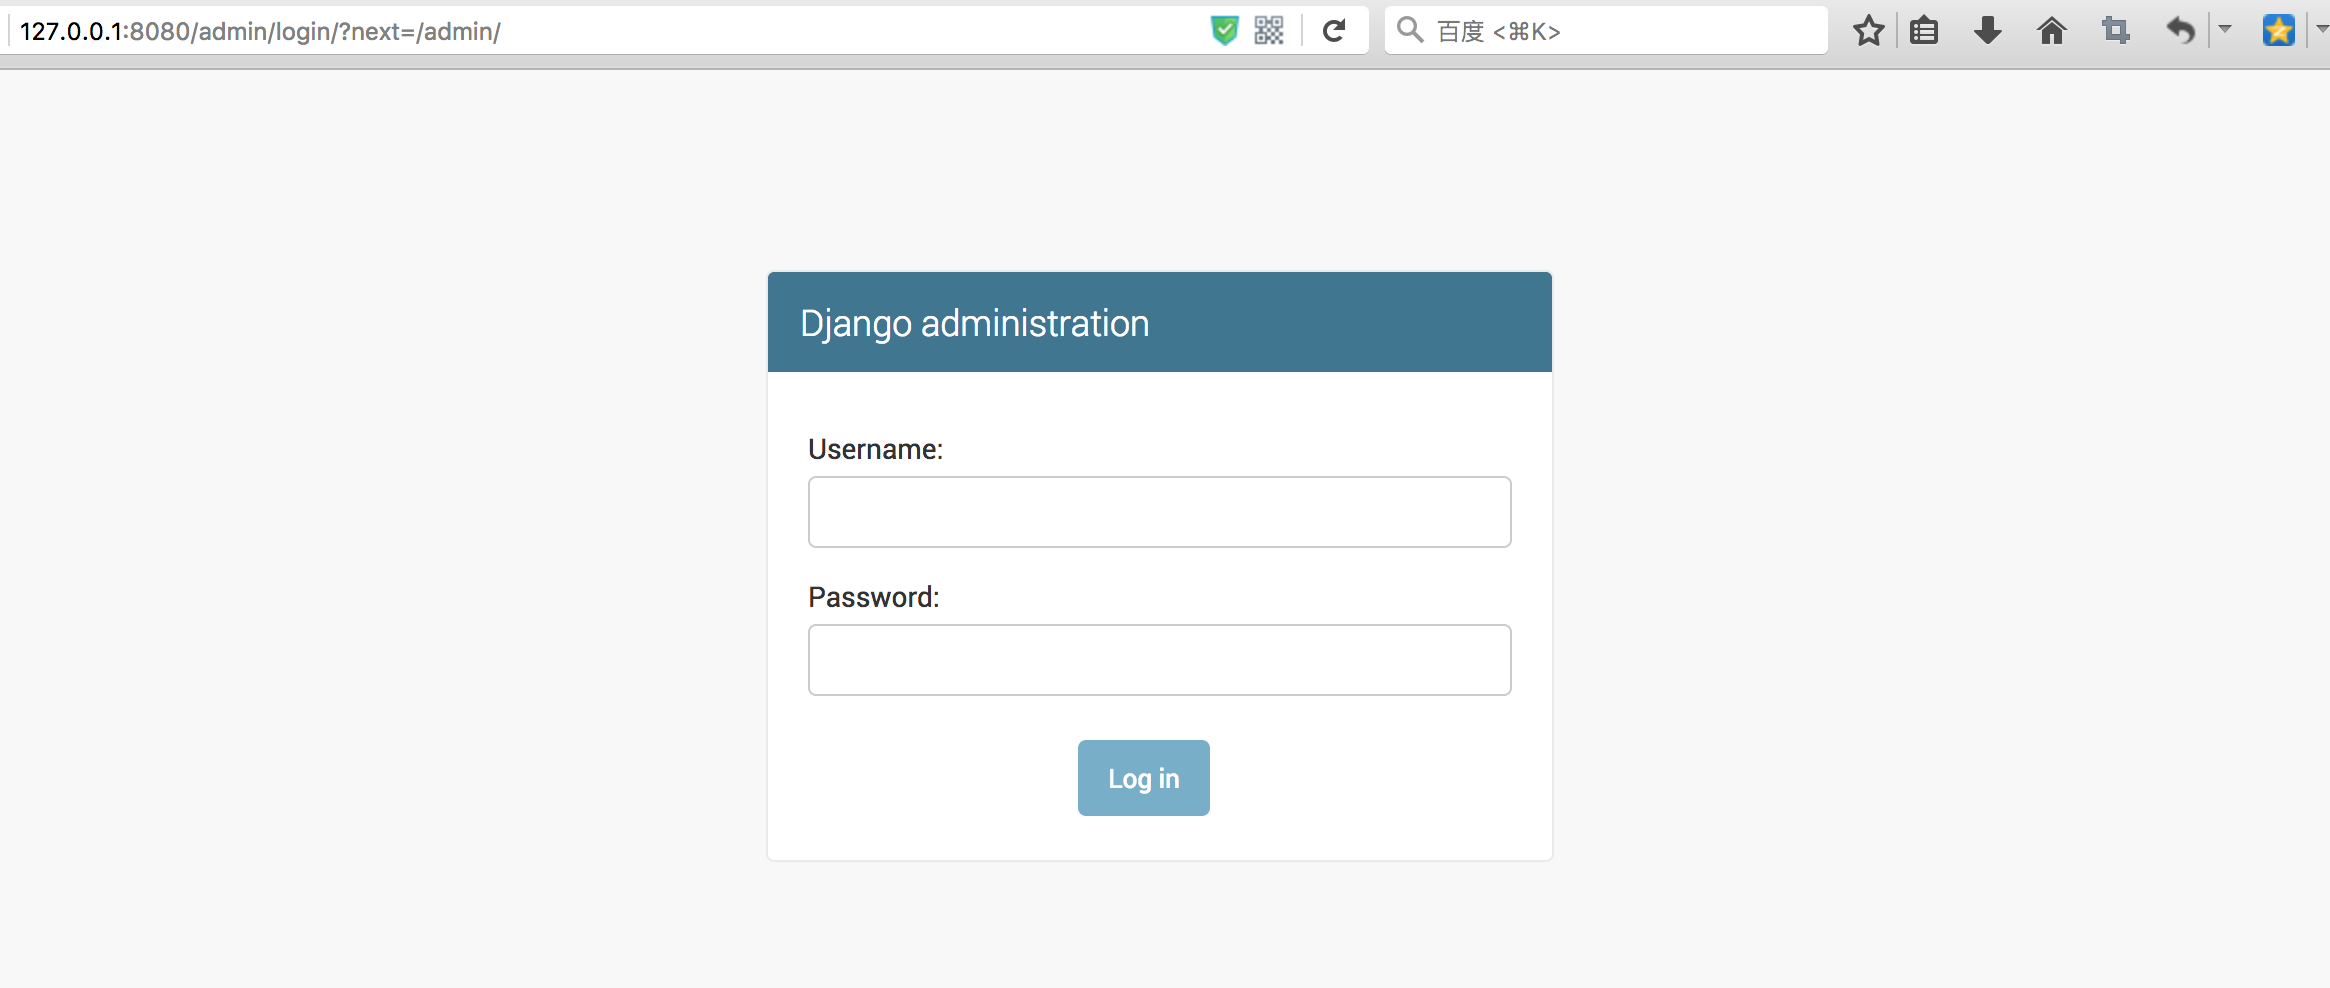 127.0.0.1:8080/admin/login/?next=/admin/
百度 <⌘K>
Django administration
Username:
Password:
Log in